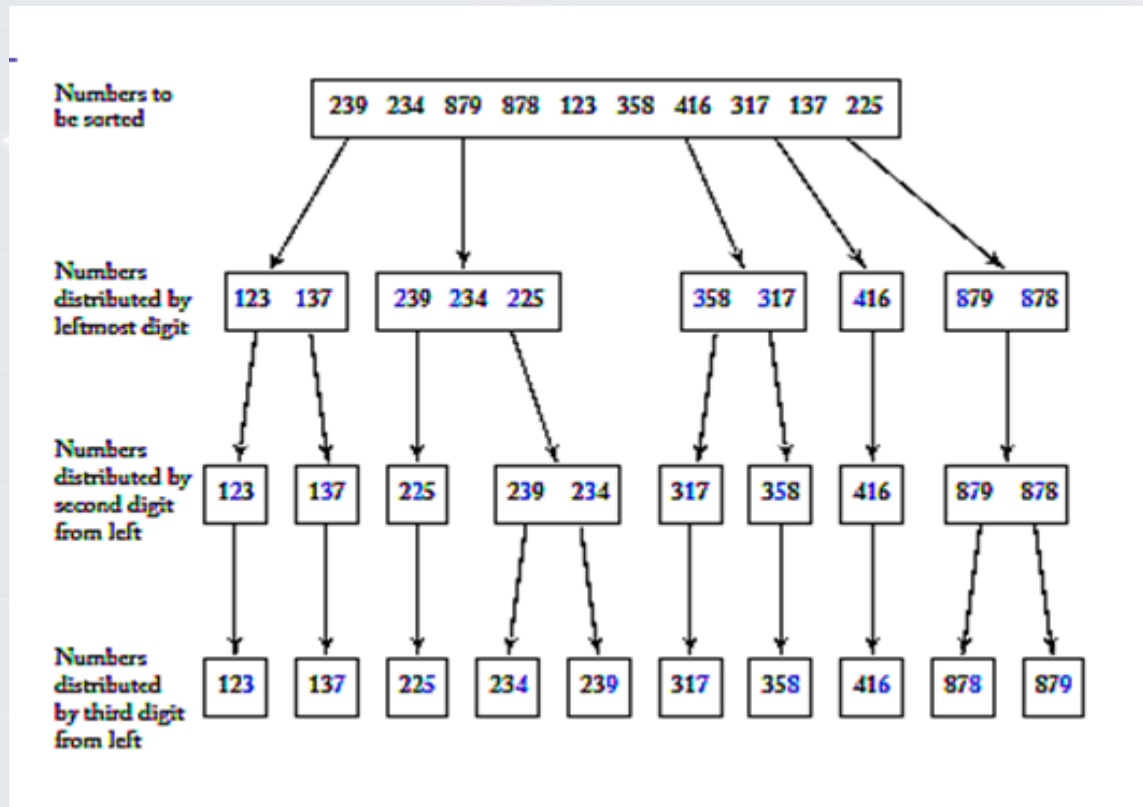 Numbers to
be sorted
239 234 879 878 123 358 416 317 137 225
Numbers
distributed by
leftmost digit
123 137 239 234 225 358 317 416 879 878
Numbers
distributed by
second digit
from left
123 137 225 239 234 317 358 416 879 878
Numbers
distributed
by third digit
from left
123 137 225 234 239 317 358 416 878 879